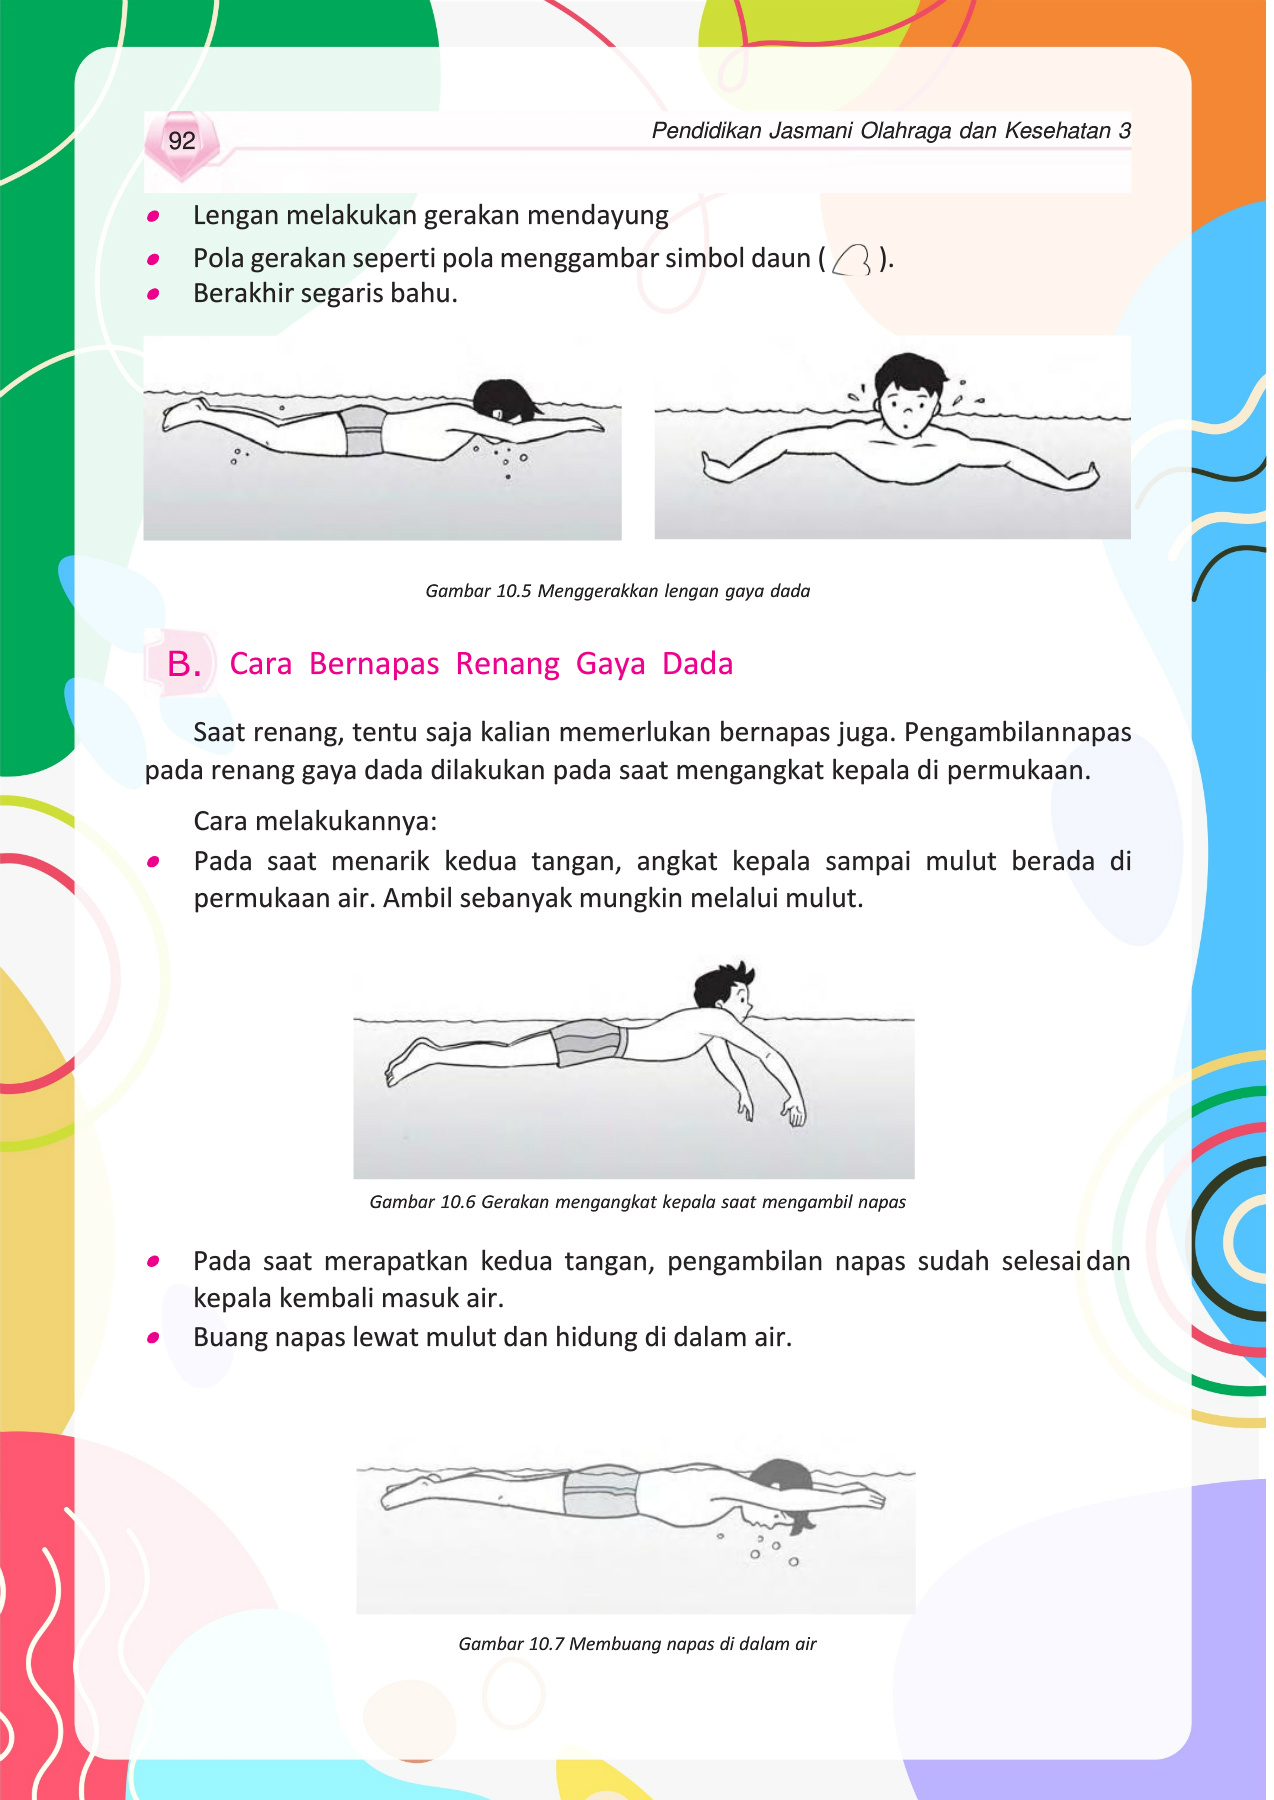 92
Pendidikan Jasmani Olahraga dan Kesehatan 3
• Lengan melakukan gerakan mendayung
• Pola gerakan seperti pola menggambar simbol daun ( ).
• Berakhir segaris bahu.
Gambar 10.5 Menggerakkan lengan gaya dada
B. Cara Bernapas Renang Gaya Dada
Saat renang, tentu saja kalian memerlukan bernapas juga. Pengambilannapas
pada renang gaya dada dilakukan pada saat mengangkat kepala di permukaan.
Cara melakukannya:
• Pada saat menarik kedua tangan, angkat kepala sampai mulut berada di
permukaan air. Ambil sebanyak mungkin melalui mulut.
Gambar 10.6 Gerakan mengangkat kepala saat mengambil napas
• Pada saat merapatkan kedua tangan, pengambilan napas sudah selesai dan
kepala kembali masuk air.
• Buang napas lewat mulut dan hidung di dalam air.
Gambar 10.7 Membuang napas di dalam air